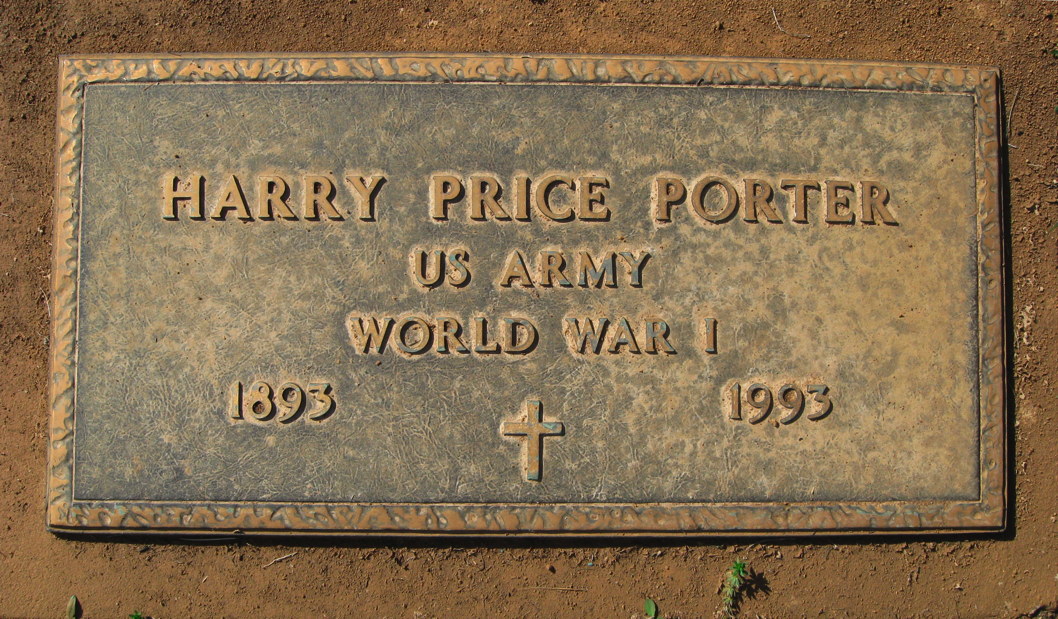 HARRY PRICE PORTER
US ARMY
WORLD WAR I
1893 1993